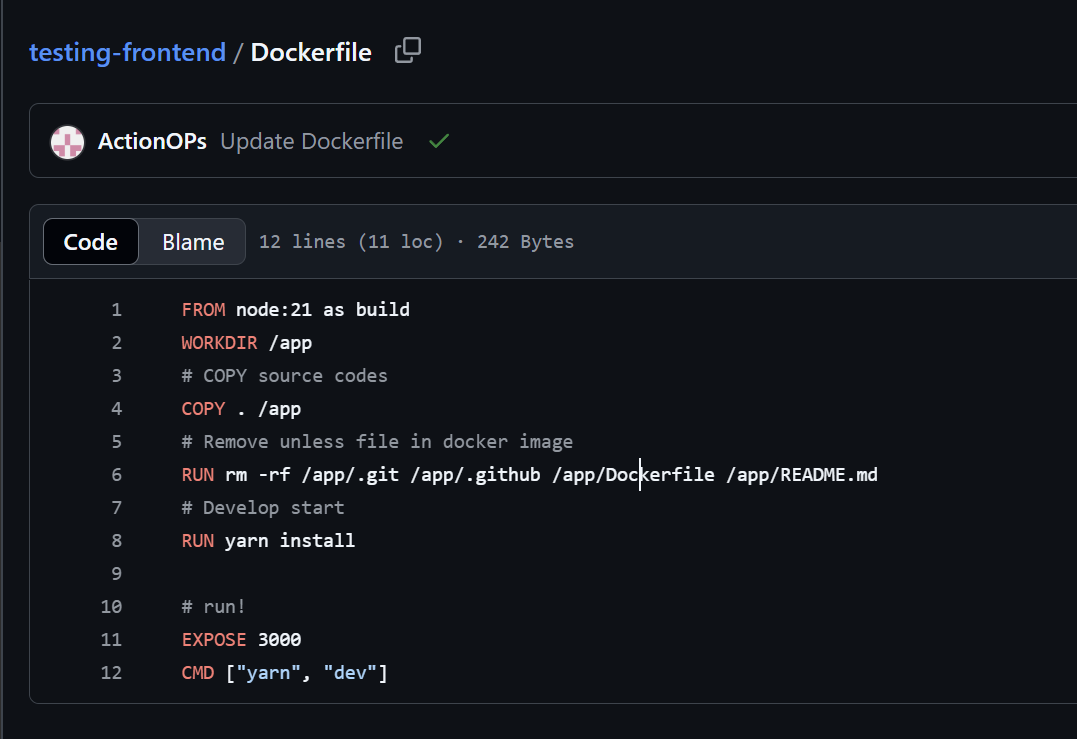 testing-frontend / Dockerfile
ActionOPs Update Dockerfile
Code Blame 12 lines (11 loc) · 242 Bytes
1 FROM node:21 as build
2 WORKDIR /app
3 # COPY source codes
4 COPY . /app
5 # Remove unless file in docker image
6 RUN rm -rf /app/.git /app/.github /app/Dockerfile /app/README.md
7 # Develop start
8 RUN yarn install
9
10 # run!
11 EXPOSE 3000
12 CMD ["yarn", "dev"]